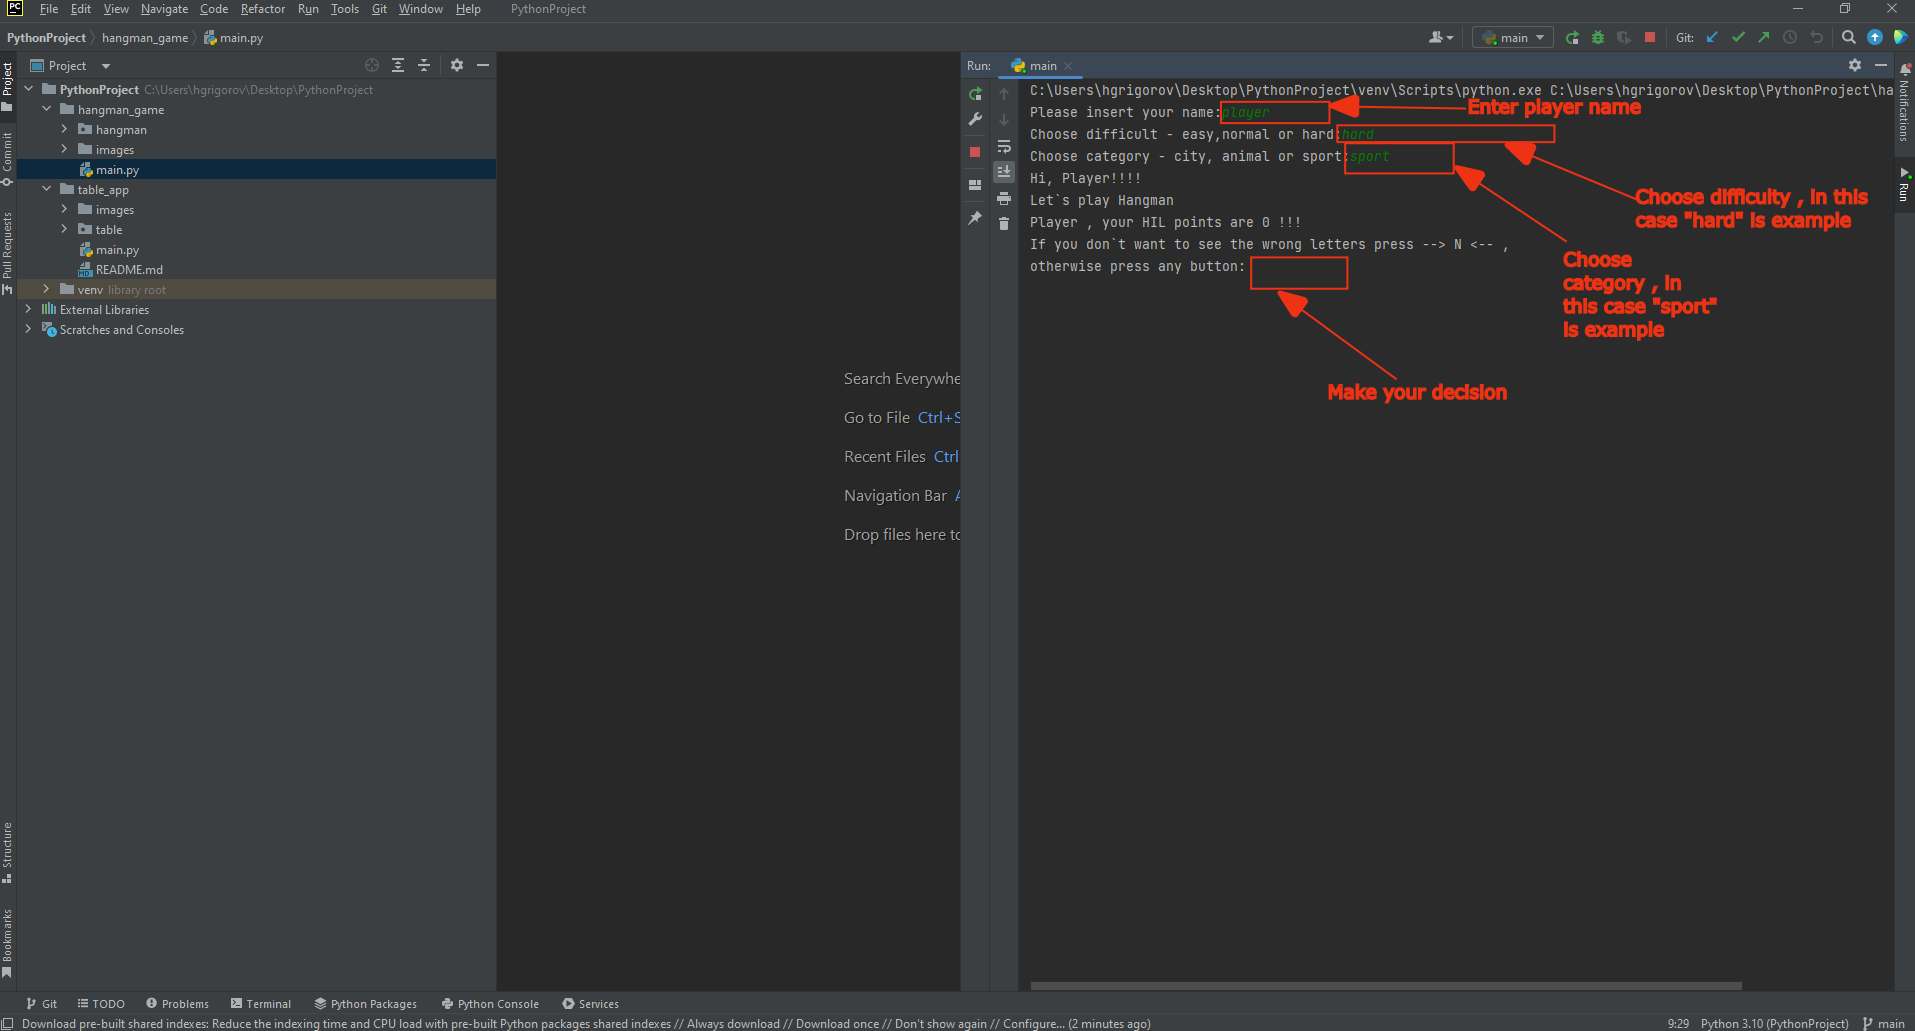 PC
File Edit View Navigate Code Refactor Run Tools Git Window Help PythonProject
PythonProject hangman_game main.py
main
Git:
Project
PythonProject C:\Users\hgrigorov\Desktop\PythonProject
hangman_game
hangman
images
main.py
table_app
images
table
main.py
README.md
venv library root
External Libraries
Scratches and Consoles
Project
Commit
Pull Requests
Structure
Bookmarks
Search Everywhe
Go to File Ctrl+S
Recent Files Ctrl
Navigation Bar A
Drop files here to
Run: main
C:\Users\hgrigorov\Desktop\PythonProject\venv\Scripts\python.exe C:\Users\hgrigorov\Desktop\PythonProject\ha
Please insert your name:player
Choose difficult - easy,normal or hard:hard
Choose category - city, animal or sport:sport
Hi, Player!!!!
Let`s play Hangman
Player , your HIL points are 0 !!!
If you don`t want to see the wrong letters press --> N <-- ,
otherwise press any button:
Enter player name
Choose difficulty , in this
case "hard" is example
Choose
category , in
this case "sport"
is example
Make your decision
Notifications
Run
Git TODO Problems Terminal Python Packages Python Console Services
Download pre-built shared indexes: Reduce the indexing time and CPU load with pre-built Python packages shared indexes // Always download // Download once // Don't show again // Configure... (2 minutes ago)
9:29 Python 3.10 (PythonProject) main